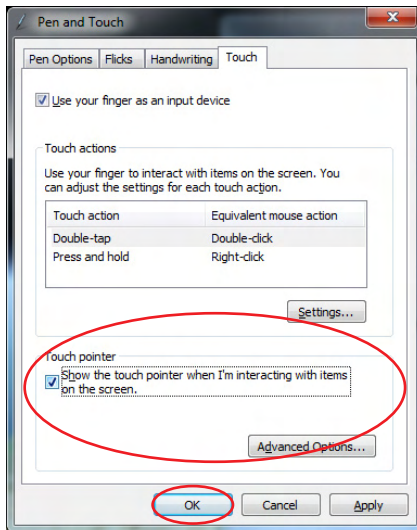 Pen and Touch
Pen Options Flicks Handwriting Touch
Use your finger as an input device
Touch actions
Use your finger to interact with items on the screen. You
can adjust the settings for each touch action.
Touch action Equivalent mouse action
Double-tap Double-click
Press and hold Right-click
Settings...
Touch pointer
Show the touch pointer when I'm interacting with items
on the screen.
Advanced Options...
OK Cancel Apply